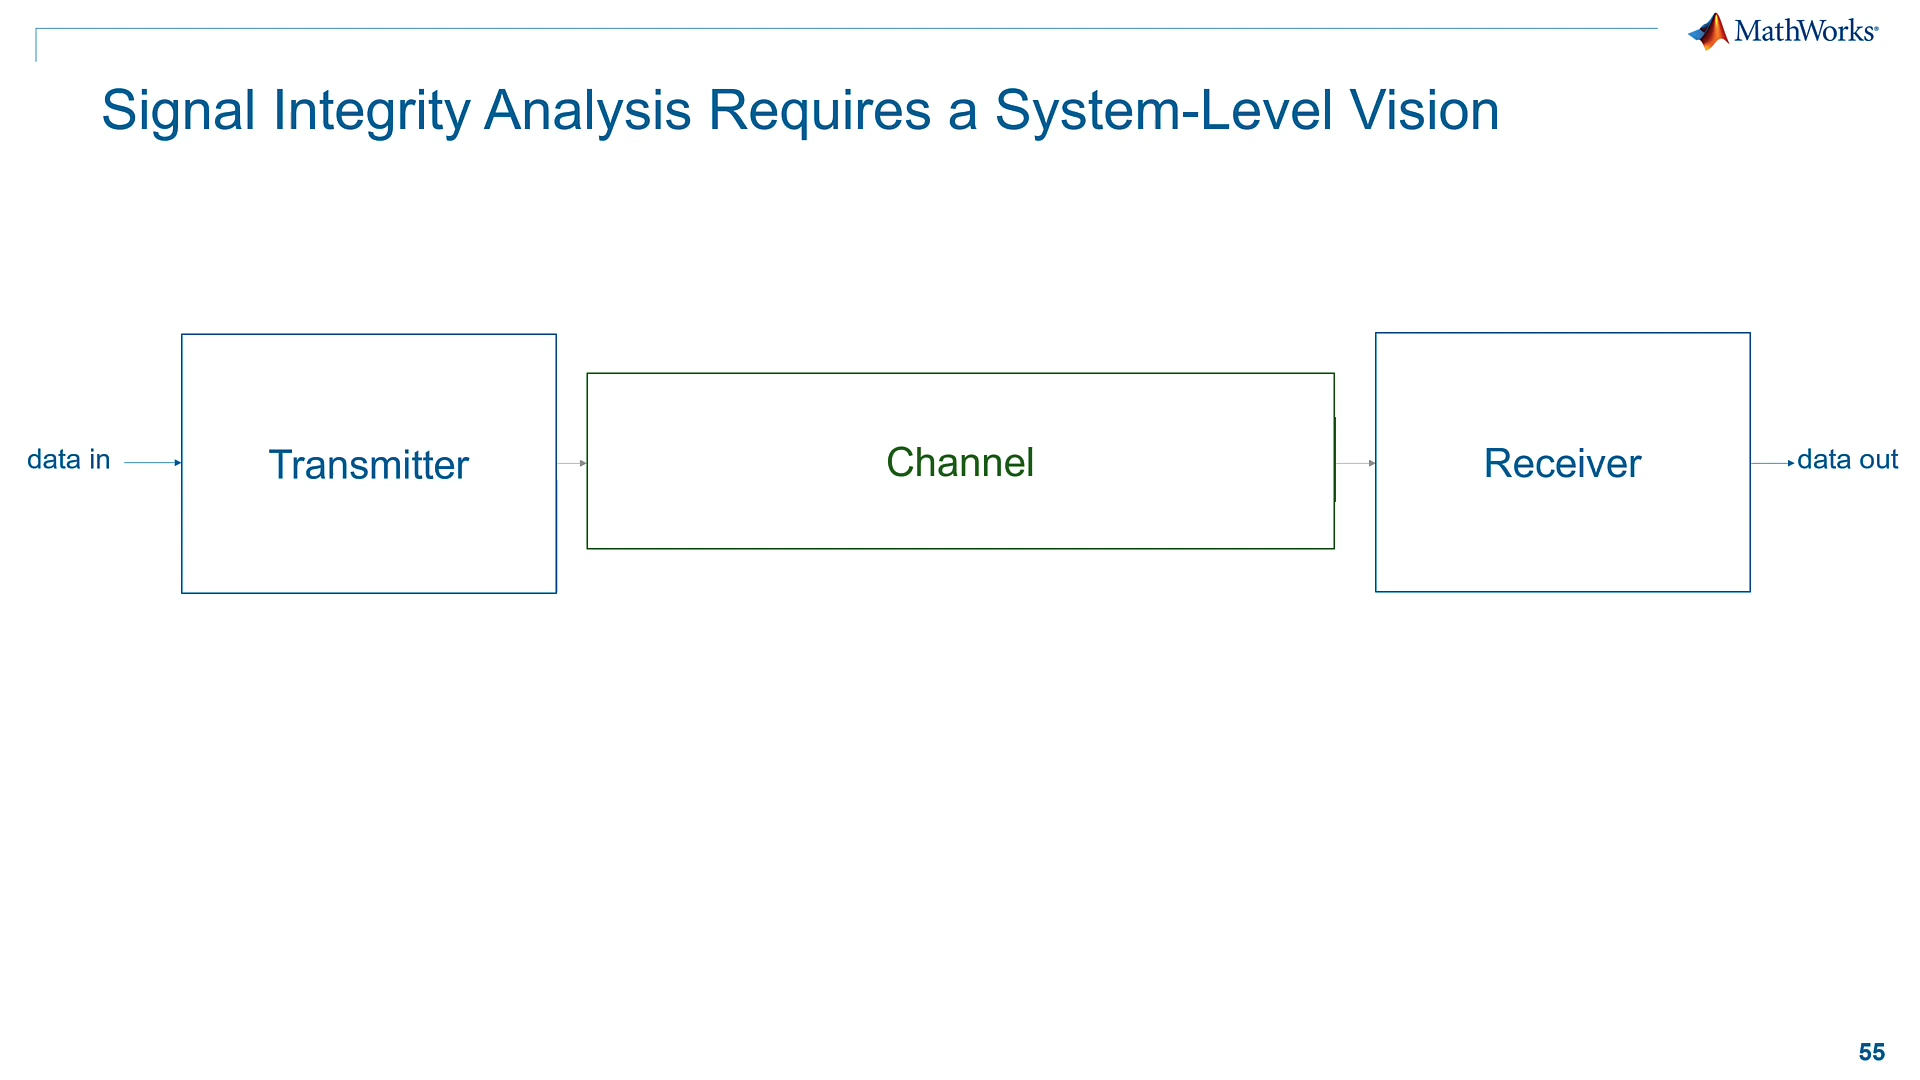 MathWorks®
Signal Integrity Analysis Requires a System-Level Vision
data in
Transmitter
Channel
Receiver
data out
55